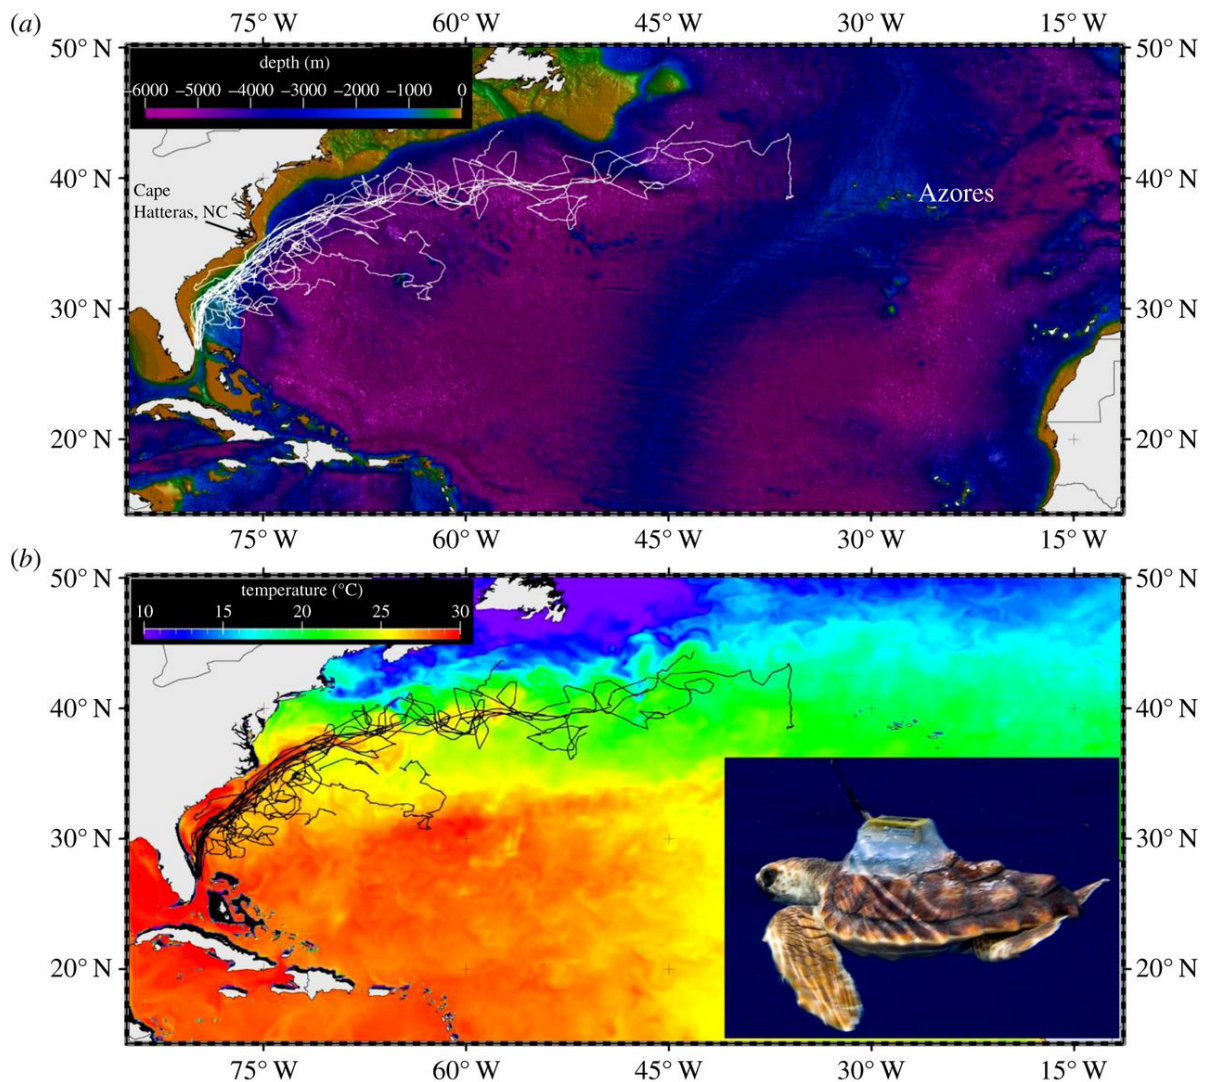 (a)
75° W 60° W 45° W 30° W 15° W
50° N 50° N
depth (m)
–6000 –5000 –4000 –3000 –2000 –1000 0
40° N 40° N
Cape
Hatteras, NC
Azores
30° N 30° N
20° N 20° N
75° W 60° W 45° W 30° W 15° W
(b)
50° N 50° N
temperature (°C)
10 15 20 25 30
40° N 40° N
30° N 30° N
20° N 20° N
75° W 60° W 45° W 30° W 15° W